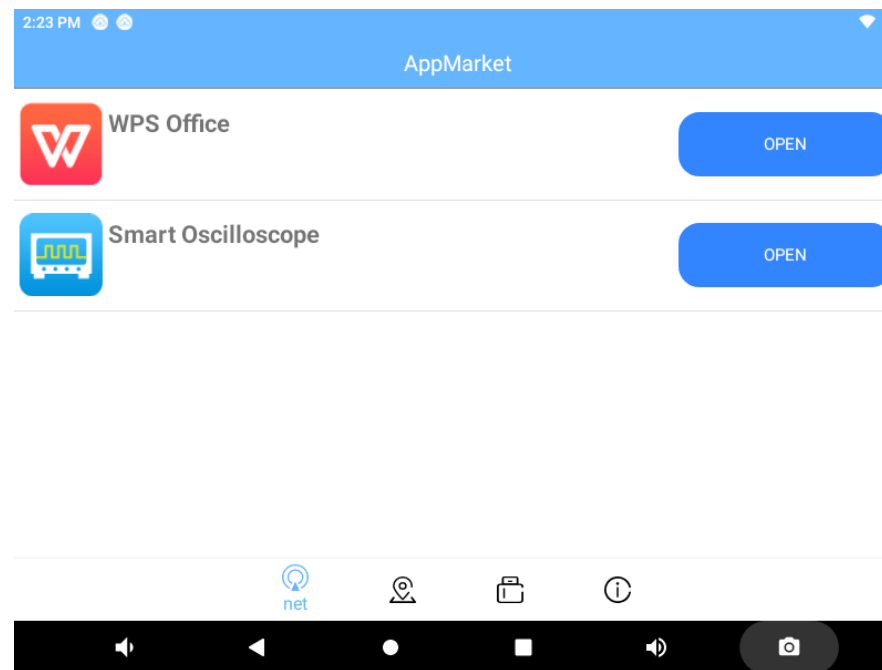 2:23 PM
AppMarket
WPS Office
OPEN
Smart Oscilloscope
OPEN
net